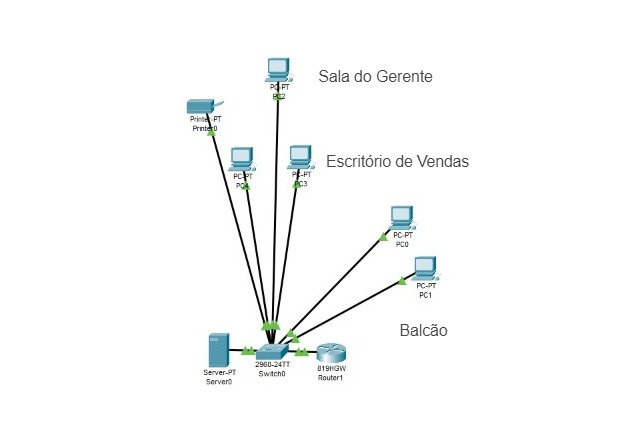 Sala do Gerente
PC-PT
PC2
Printer-PT
Printer0
Escritório de Vendas
PC-PT
PC4
PC-PT
PC3
PC-PT
PC0
PC-PT
PC1
Balcão
Server-PT
Server0
2960-24TT
Switch0
819HGW
Router1